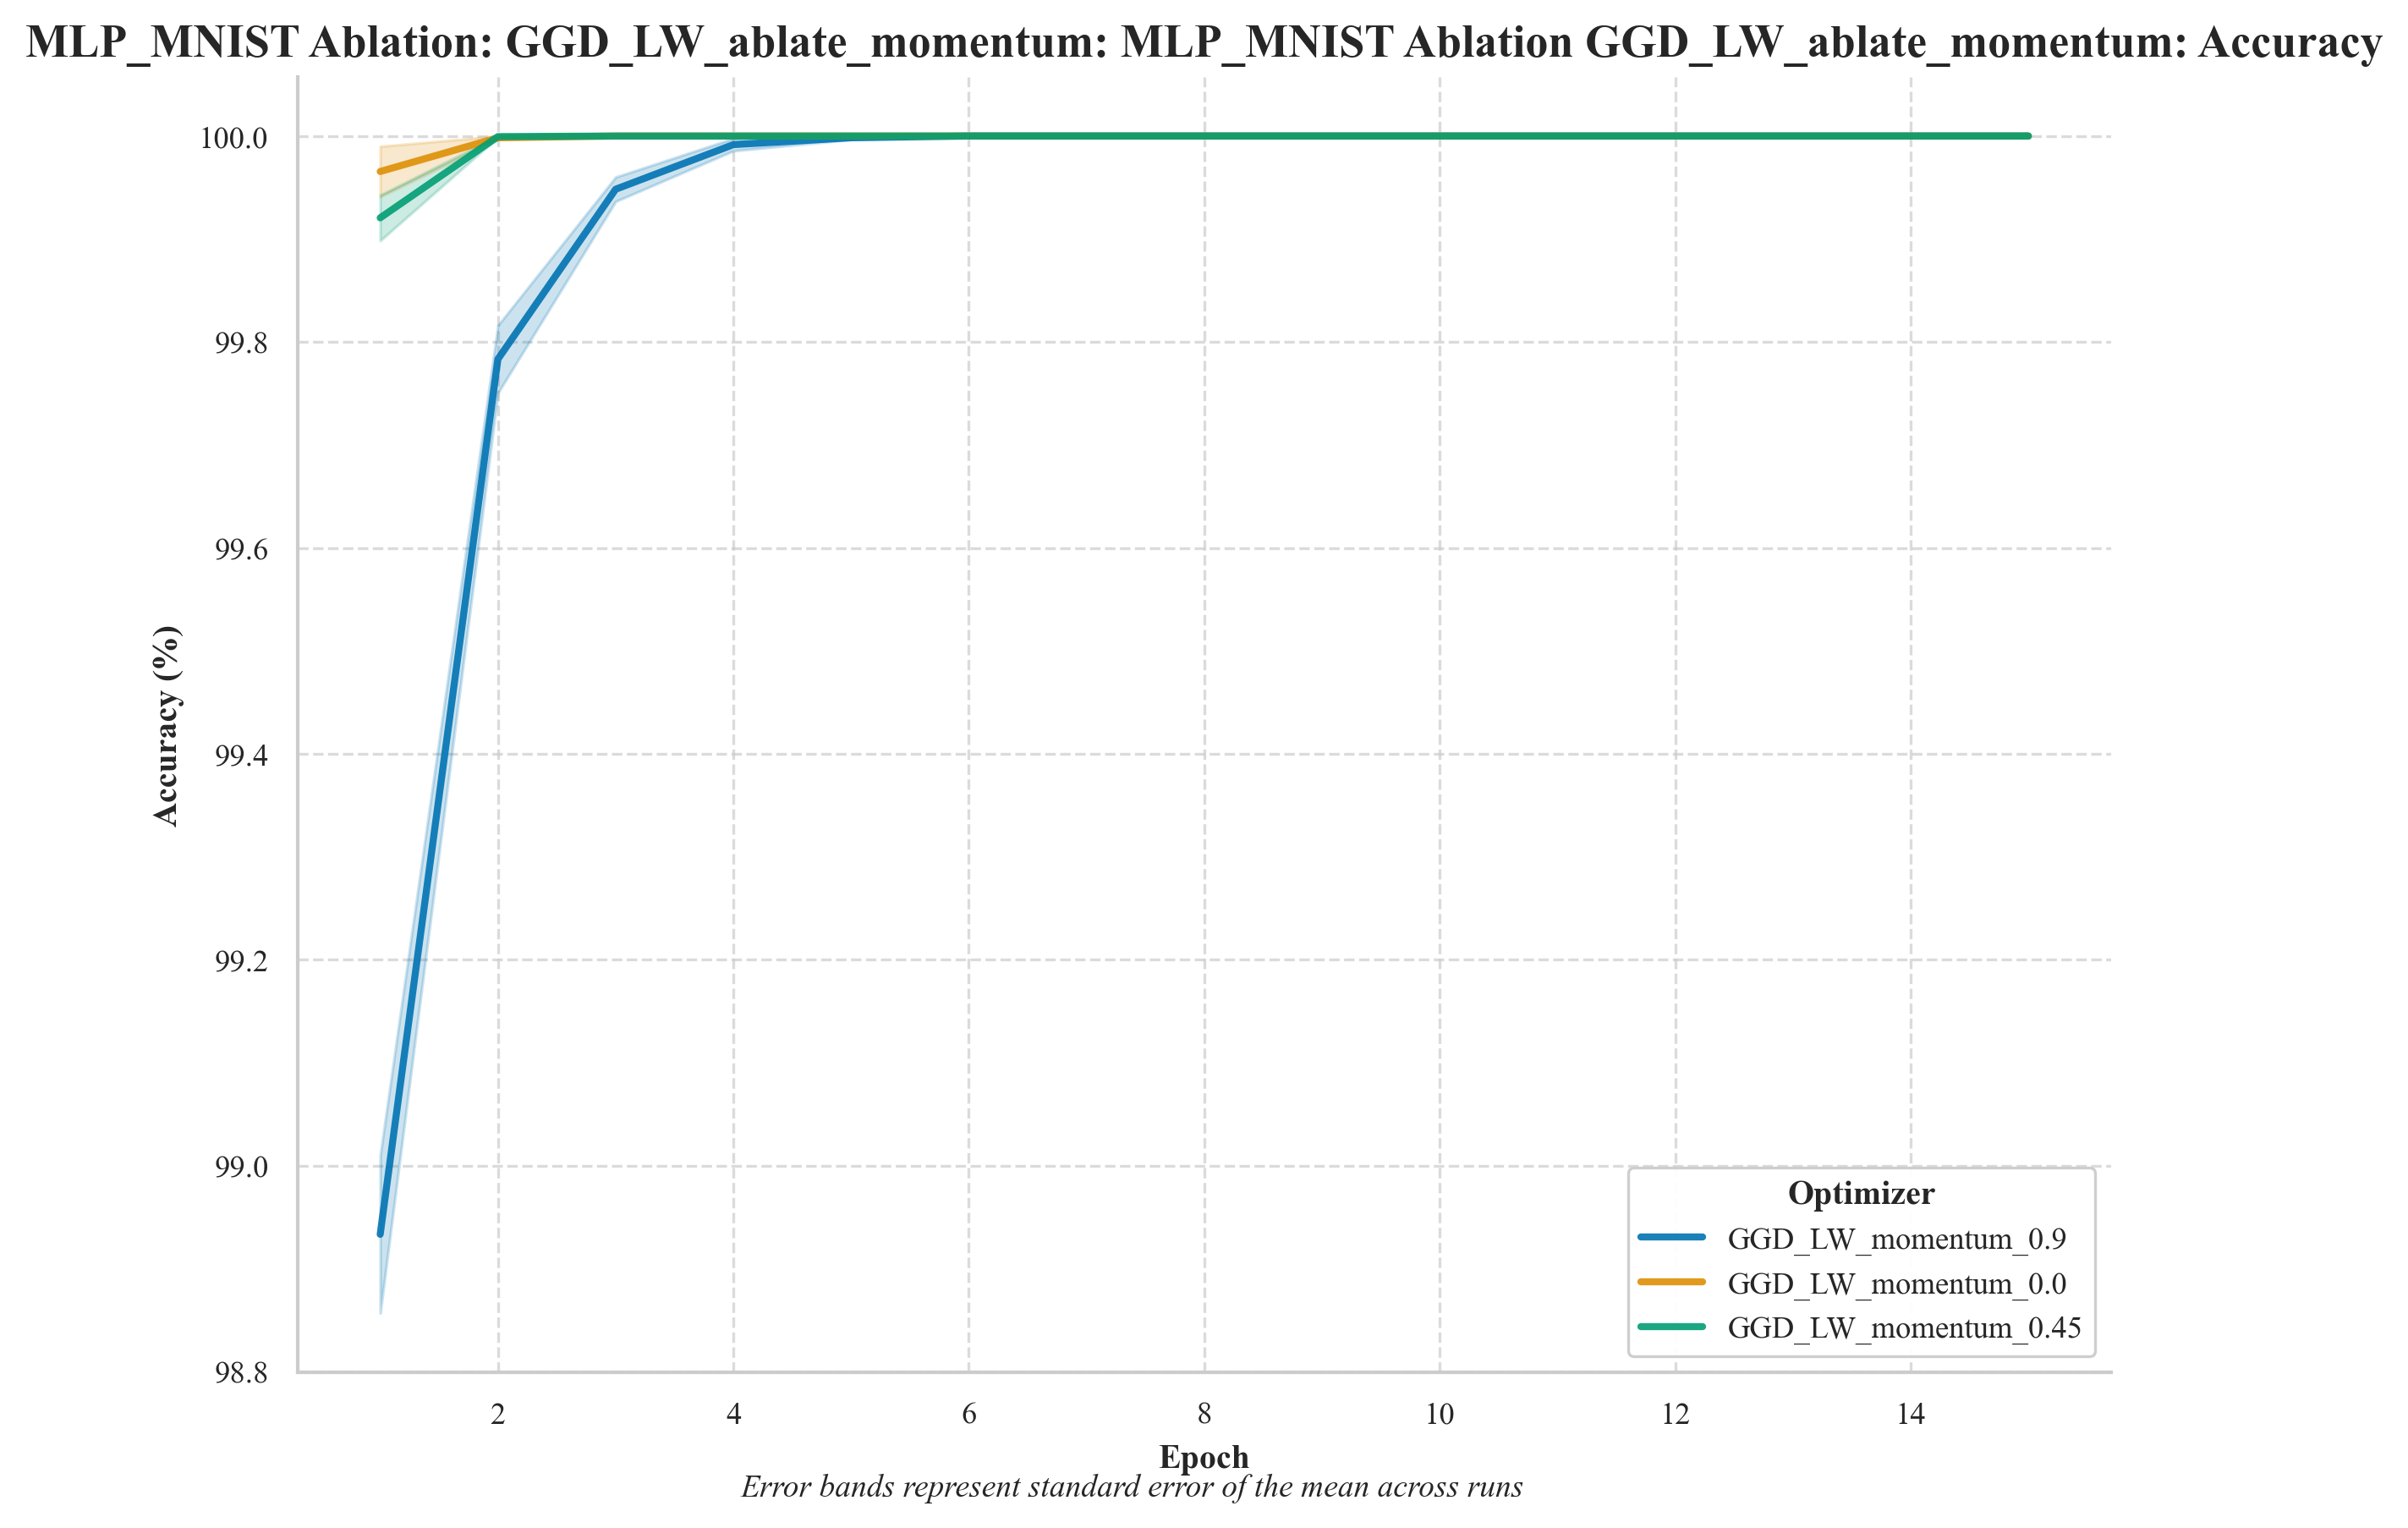 MLP_MNIST Ablation: GGD_LW_ablate_momentum: MLP_MNIST Ablation GGD_LW_ablate_momentum: Accuracy
100.0
99.8
99.6
99.4
99.2
99.0
98.8
Accuracy (%)
Optimizer
GGD_LW_momentum_0.9
GGD_LW_momentum_0.0
GGD_LW_momentum_0.45
2 4 6 8 10 12 14
Epoch
Error bands represent standard error of the mean across runs